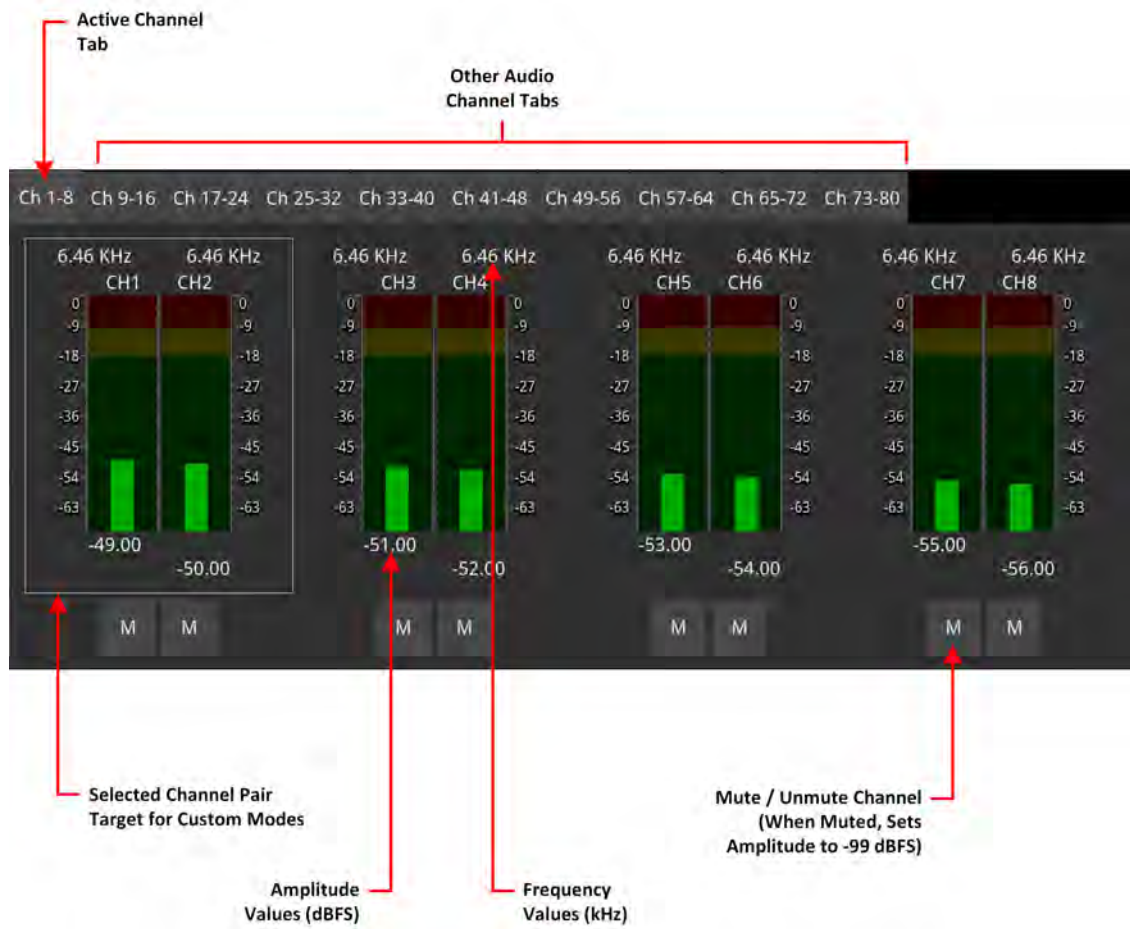 Active Channel
Tab
Other Audio
Channel Tabs
Ch 1-8 Ch 9-16 Ch 17-24 Ch 25-32 Ch 33-40 Ch 41-48 Ch 49-56 Ch 57-64 Ch 65-72 Ch 73-80
6.46 KHz 6.46 KHz 6.46 KHz 6.46 KHz 6.46 KHz 6.46 KHz 6.46 KHz 6.46 KHz
CH1 CH2 CH3 CH4 CH5 CH6 CH7 CH8
0 0 0 0 0 0 0 0
-9 -9 -9 -9 -9 -9 -9 -9
-18 -18 -18 -18 -18 -18 -18 -18
-27 -27 -27 -27 -27 -27 -27 -27
-36 -36 -36 -36 -36 -36 -36 -36
-45 -45 -45 -45 -45 -45 -45 -45
-54 -54 -54 -54 -54 -54 -54 -54
-63 -63 -63 -63 -63 -63 -63 -63
-49.00 -51.00 -53.00 -55.00
-50.00 -52.00 -54.00 -56.00
M M M M M M M M
Selected Channel Pair
Target for Custom Modes
Mute / Unmute Channel
(When Muted, Sets
Amplitude to -99 dBFS)
Amplitude
Values (dBFS)
Frequency
Values (kHz)